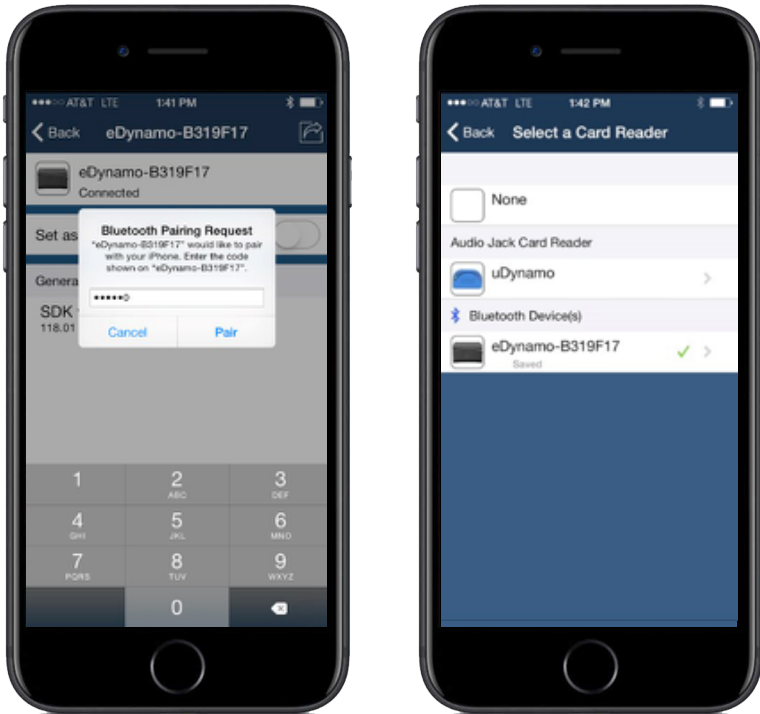 ●●●○○ AT&T LTE 1:41 PM
Back eDynamo-B319F17
eDynamo-B319F17
Connected
Set as
Bluetooth Pairing Request
"eDynamo-B319F17" would like to pair
with your iPhone. Enter the code
shown on "eDynamo-B319F17".
●●●●●0
Cancel Pair
Genera
SDK
118.01
1 2 3
ABC DEF
4 5 6
GHI JKL MNO
7 8 9
PQRS TUV WXYZ
0
●●●○○ AT&T LTE 1:42 PM
Back Select a Card Reader
None
Audio Jack Card Reader
uDynamo
Bluetooth Device(s)
eDynamo-B319F17
Saved